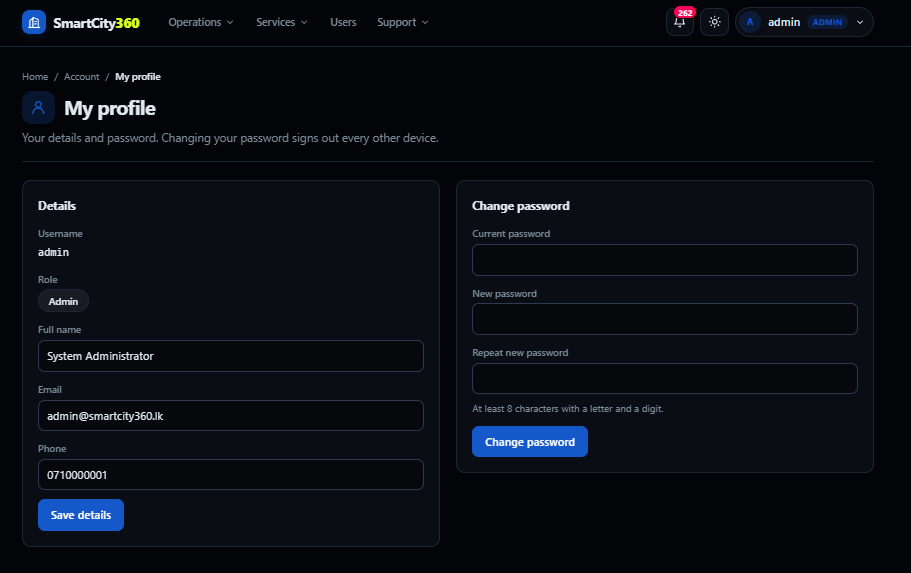 SmartCity360 Operations Services Users Support 262 A admin ADMIN
Home / Account / My profile
My profile
Your details and password. Changing your password signs out every other device.
Details
Username
admin
Role
Admin
Full name
System Administrator
Email
admin@smartcity360.lk
Phone
0710000001
Save details
Change password
Current password
New password
Repeat new password
At least 8 characters with a letter and a digit.
Change password